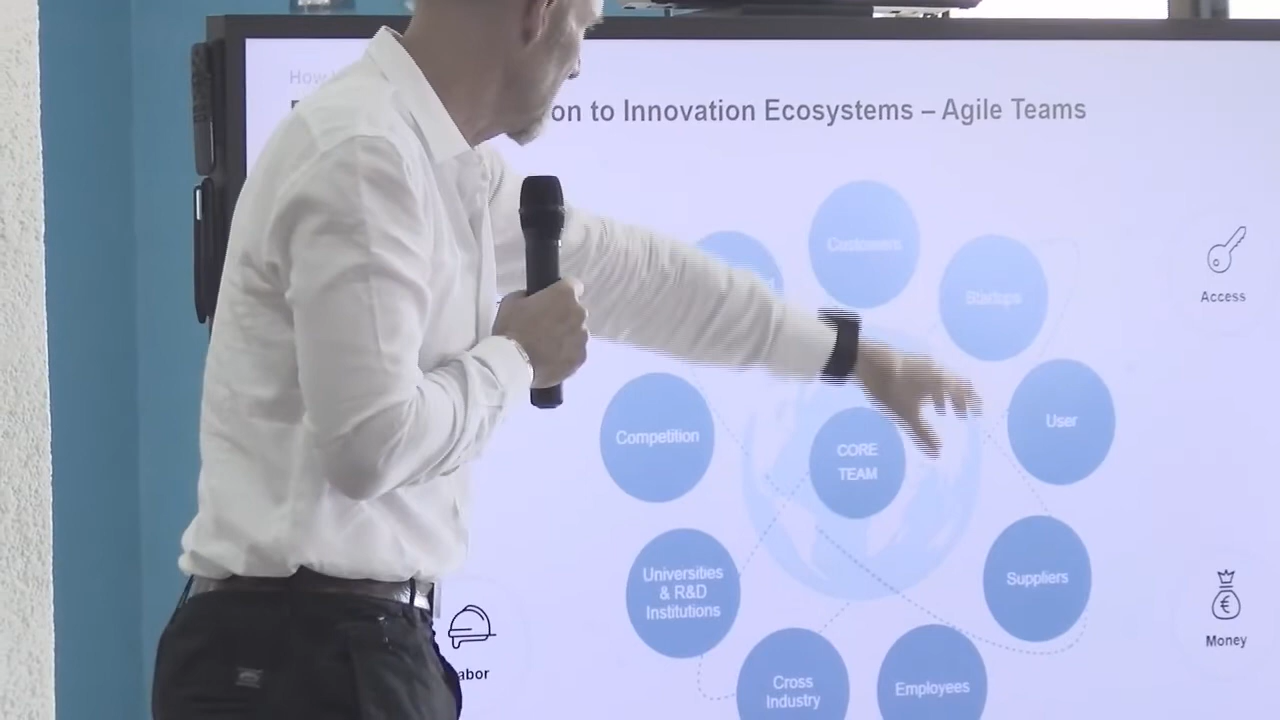 How
on to Innovation Ecosystems – Agile Teams
Customers
Startups
Access
User
Competition
CORE
TEAM
Universities
& R&D
Institutions
Suppliers
Money
abor
Cross
Industry
Employees